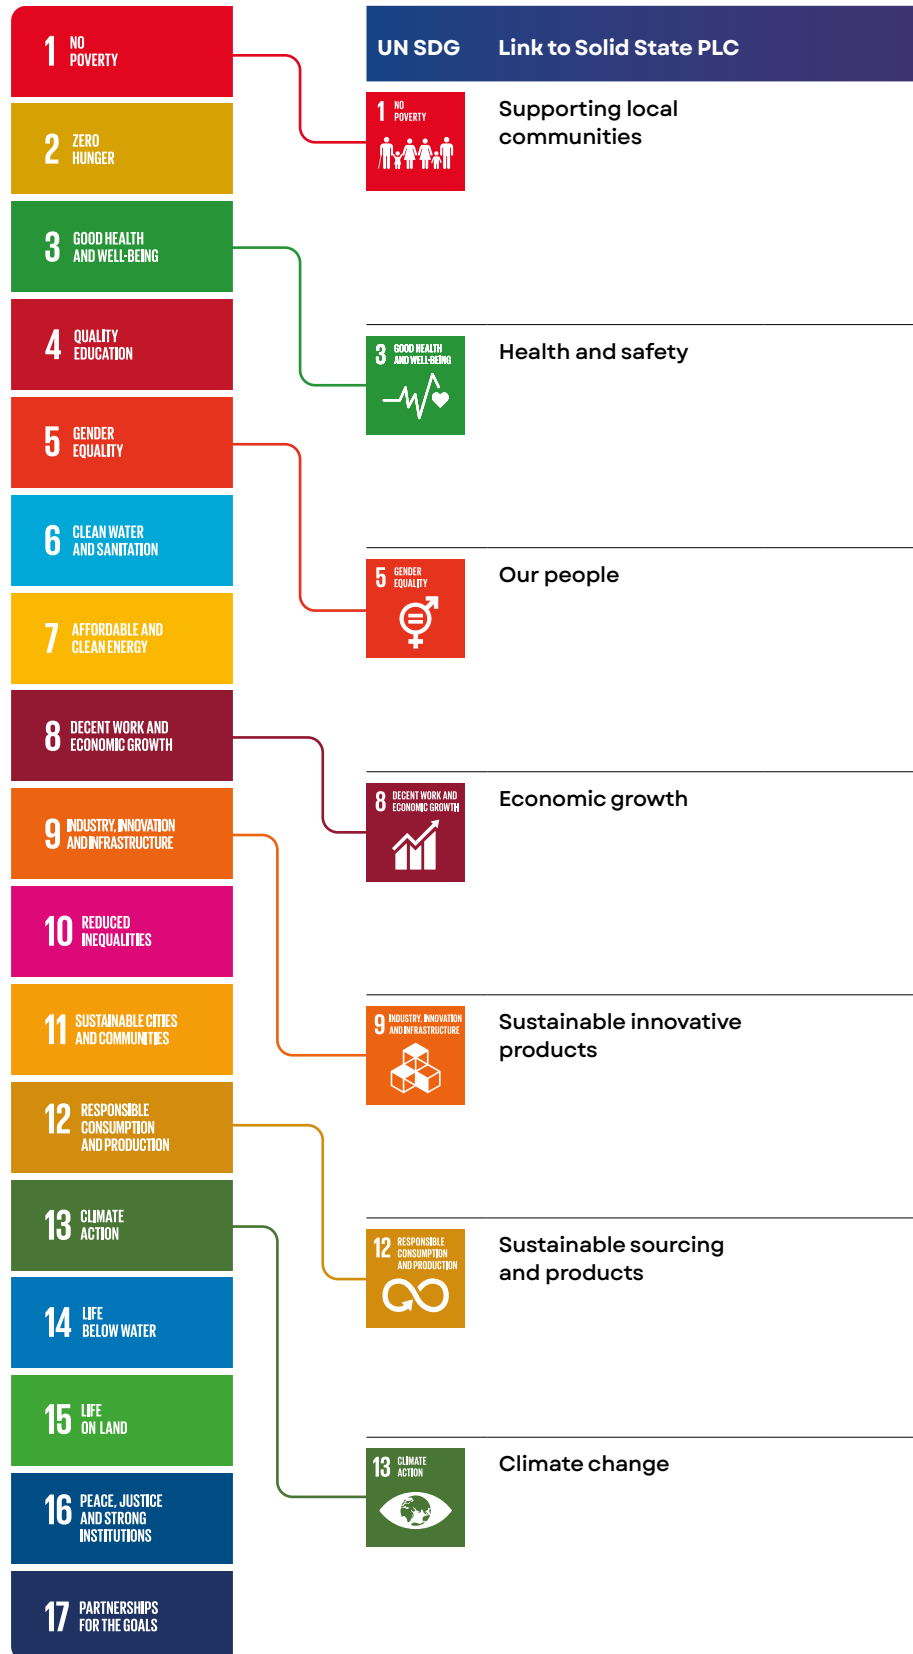 1 NO
POVERTY
2 ZERO
HUNGER
3 GOOD HEALTH
AND WELL-BEING
4 QUALITY
EDUCATION
5 GENDER
EQUALITY
6 CLEAN WATER
AND SANITATION
7 AFFORDABLE AND
CLEAN ENERGY
8 DECENT WORK AND
ECONOMIC GROWTH
9 INDUSTRY, INNOVATION
AND INFRASTRUCTURE
10 REDUCED
INEQUALITIES
11 SUSTAINABLE CITIES
AND COMMUNITIES
12 RESPONSIBLE
CONSUMPTION
AND PRODUCTION
13 CLIMATE
ACTION
14 LIFE
BELOW WATER
15 LIFE
ON LAND
16 PEACE, JUSTICE
AND STRONG
INSTITUTIONS
17 PARTNERSHIPS
FOR THE GOALS
UN SDG Link to Solid State PLC
1 NO
POVERTY
Supporting local
communities
3 GOOD HEALTH
AND WELL-BEING
Health and safety
5 GENDER
EQUALITY
Our people
8 DECENT WORK AND
ECONOMIC GROWTH
Economic growth
9 INDUSTRY, INNOVATION
AND INFRASTRUCTURE
Sustainable innovative
products
12 RESPONSIBLE
CONSUMPTION
AND PRODUCTION
Sustainable sourcing
and products
13 CLIMATE
ACTION
Climate change